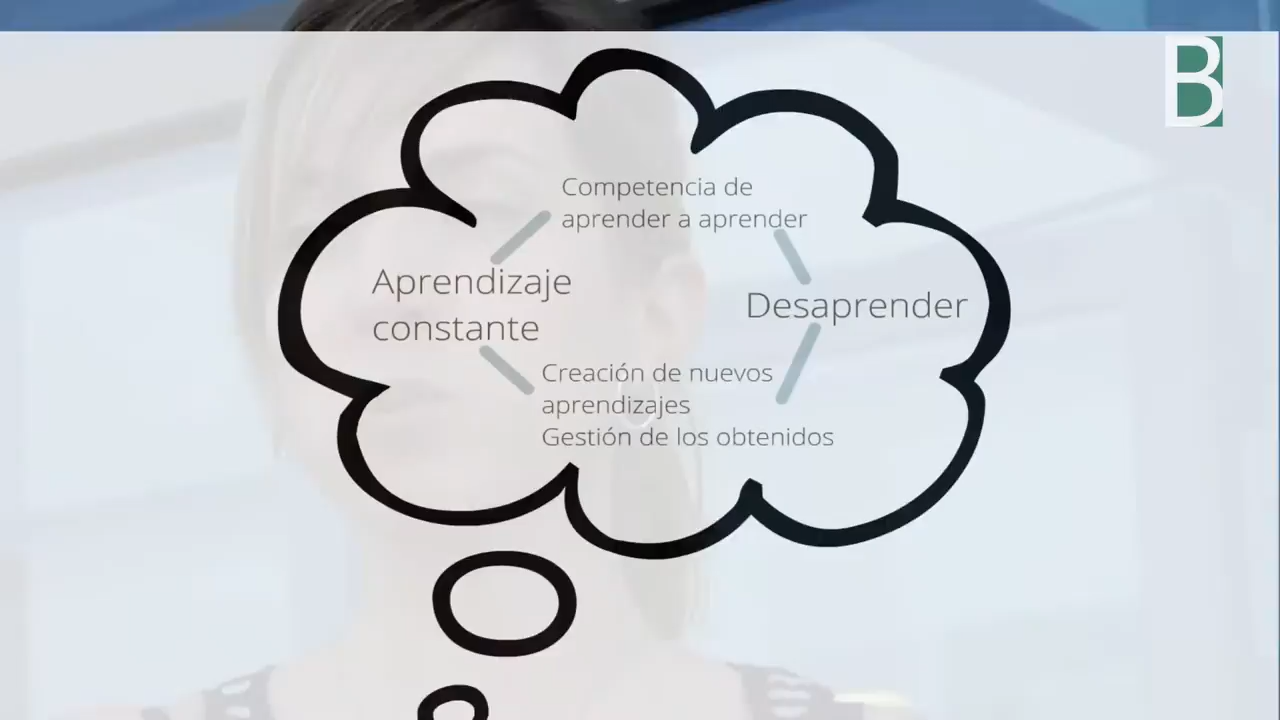 B
Competencia de
aprender a aprender
Aprendizaje
constante
Desaprender
Creación de nuevos
aprendizajes
Gestión de los obtenidos